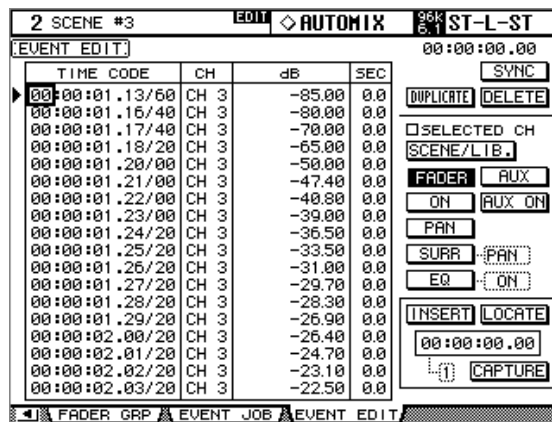 2 SCENE #3 EDIT ◇AUTOMIX 96K 6.1 ST-L-ST
EVENT EDIT 00:00:00.00
TIME CODE CH dB SEC SYNC
00:00:01.13/60 CH 3 -85.00 0.0 DUPLICATE DELETE
00:00:01.16/40 CH 3 -80.00 0.0
00:00:01.17/40 CH 3 -70.00 0.0 SELECTED CH
00:00:01.18/20 CH 3 -65.00 0.0 SCENE/LIB.
00:00:01.20/00 CH 3 -50.00 0.0
00:00:01.21/00 CH 3 -47.40 0.0 FADER AUX
00:00:01.22/00 CH 3 -40.80 0.0 ON AUX ON
00:00:01.23/00 CH 3 -39.00 0.0
00:00:01.24/20 CH 3 -36.50 0.0 PAN
00:00:01.25/20 CH 3 -33.50 0.0 SURR PAN
00:00:01.26/20 CH 3 -31.00 0.0
00:00:01.27/20 CH 3 -29.70 0.0 EQ ON
00:00:01.28/20 CH 3 -28.30 0.0
00:00:01.29/20 CH 3 -26.90 0.0 INSERT LOCATE
00:00:02.00/20 CH 3 -26.40 0.0
00:00:02.01/20 CH 3 -24.70 0.0 00:00:00.00
00:00:02.02/20 CH 3 -23.10 0.0 1 CAPTURE
00:00:02.03/20 CH 3 -22.50 0.0
FADER GRP EVENT JOB EVENT EDIT